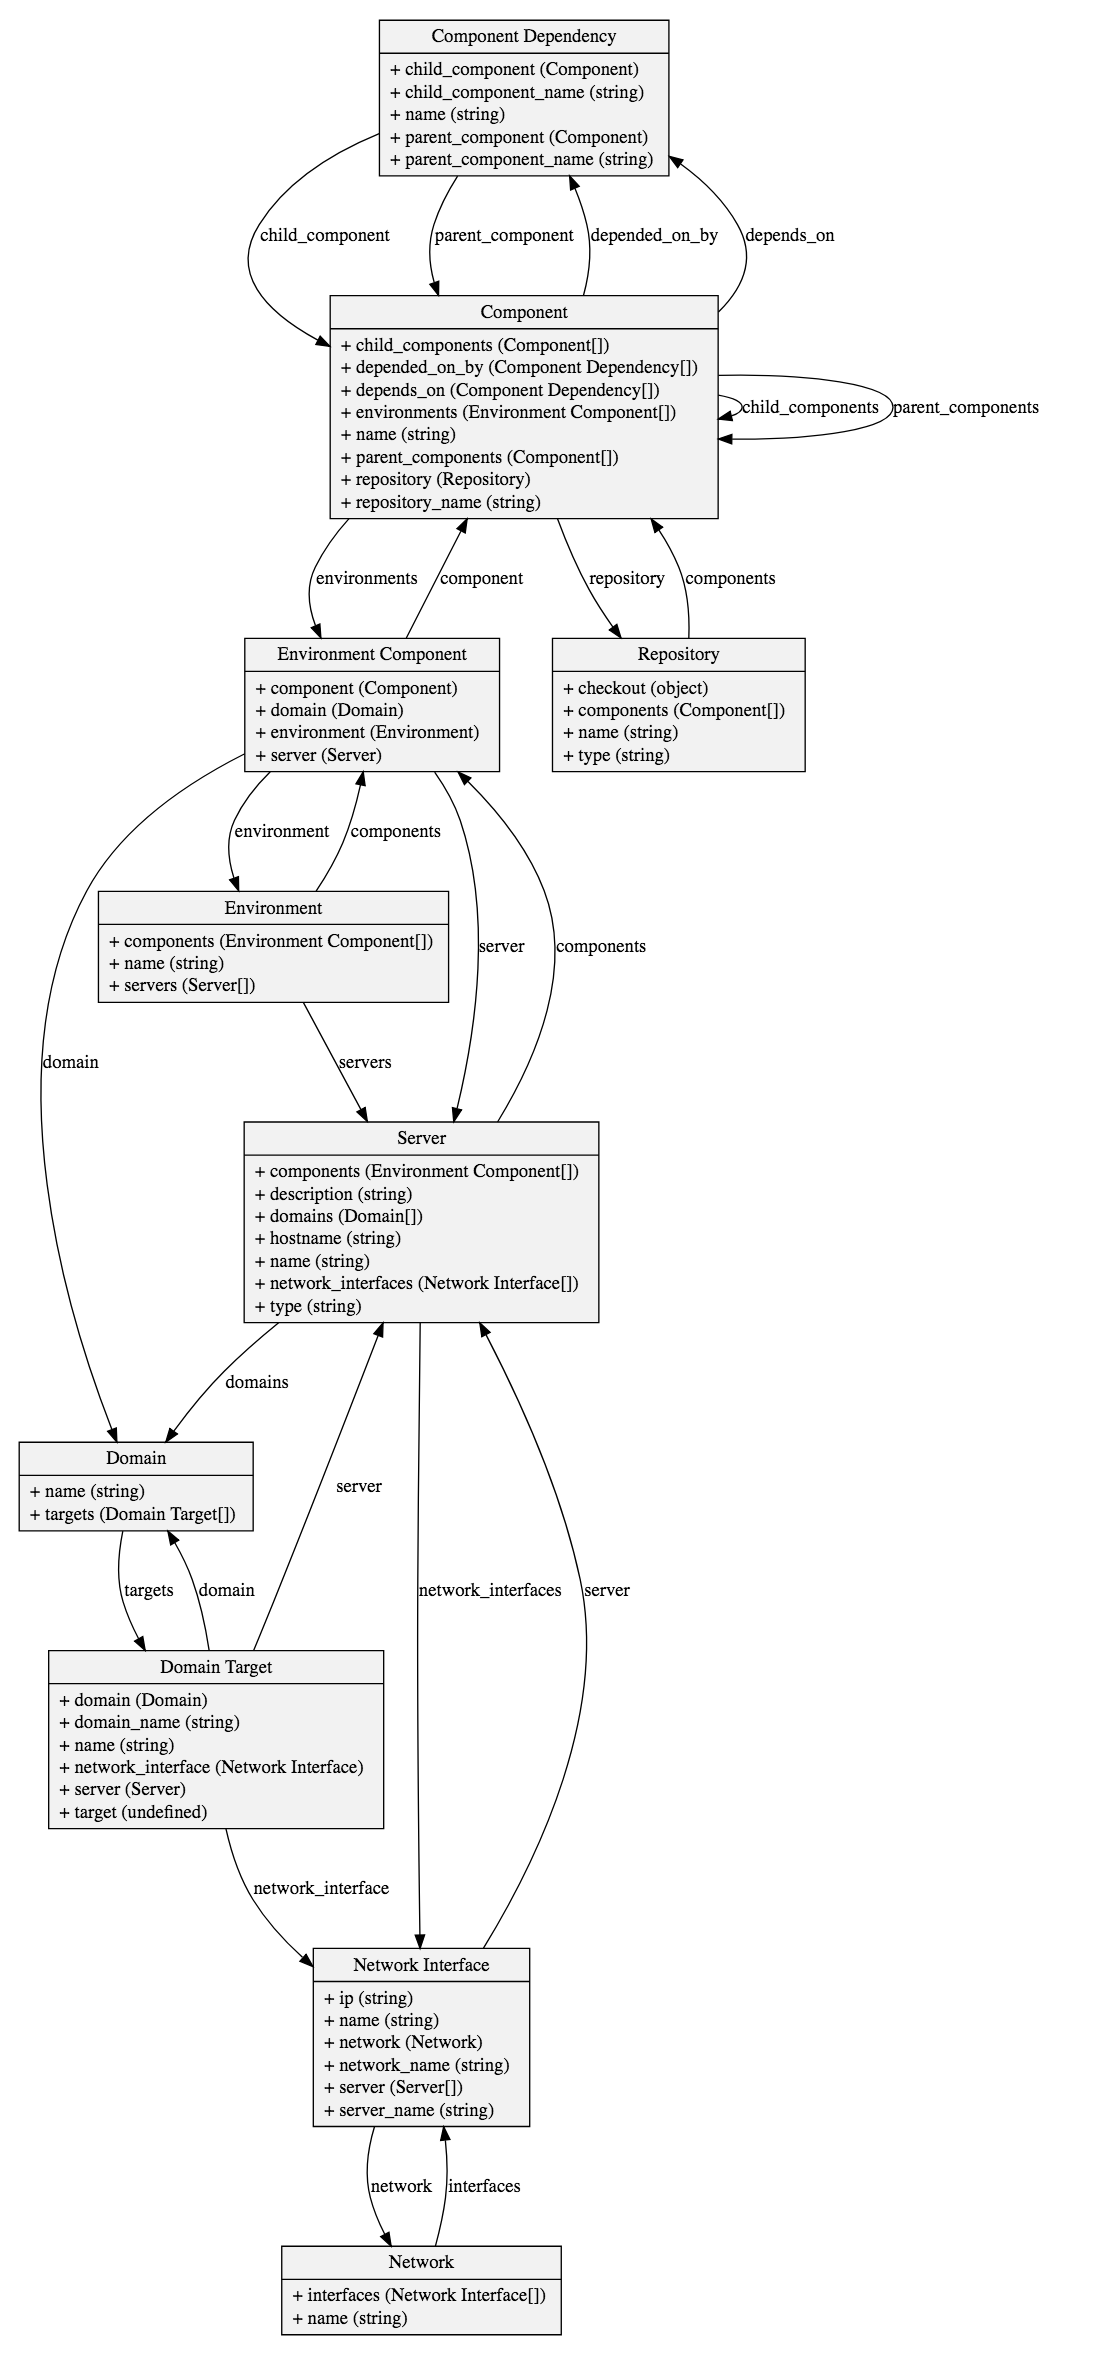 Component Dependency
+ child_component (Component)
+ child_component_name (string)
+ name (string)
+ parent_component (Component)
+ parent_component_name (string)
child_component
parent_component
depended_on_by
depends_on
Component
+ child_components (Component[])
+ depended_on_by (Component Dependency[])
+ depends_on (Component Dependency[])
+ environments (Environment Component[])
+ name (string)
+ parent_components (Component[])
+ repository (Repository)
+ repository_name (string)
child_components
parent_components
environments
component
repository
components
Environment Component
+ component (Component)
+ domain (Domain)
+ environment (Environment)
+ server (Server)
Repository
+ checkout (object)
+ components (Component[])
+ name (string)
+ type (string)
environment
components
Environment
+ components (Environment Component[])
+ name (string)
+ servers (Server[])
server
components
domain
servers
Server
+ components (Environment Component[])
+ description (string)
+ domains (Domain[])
+ hostname (string)
+ name (string)
+ network_interfaces (Network Interface[])
+ type (string)
domains
Domain
+ name (string)
+ targets (Domain Target[])
server
targets
domain
network_interfaces
server
Domain Target
+ domain (Domain)
+ domain_name (string)
+ name (string)
+ network_interface (Network Interface)
+ server (Server)
+ target (undefined)
network_interface
Network Interface
+ ip (string)
+ name (string)
+ network (Network)
+ network_name (string)
+ server (Server[])
+ server_name (string)
network
interfaces
Network
+ interfaces (Network Interface[])
+ name (string)